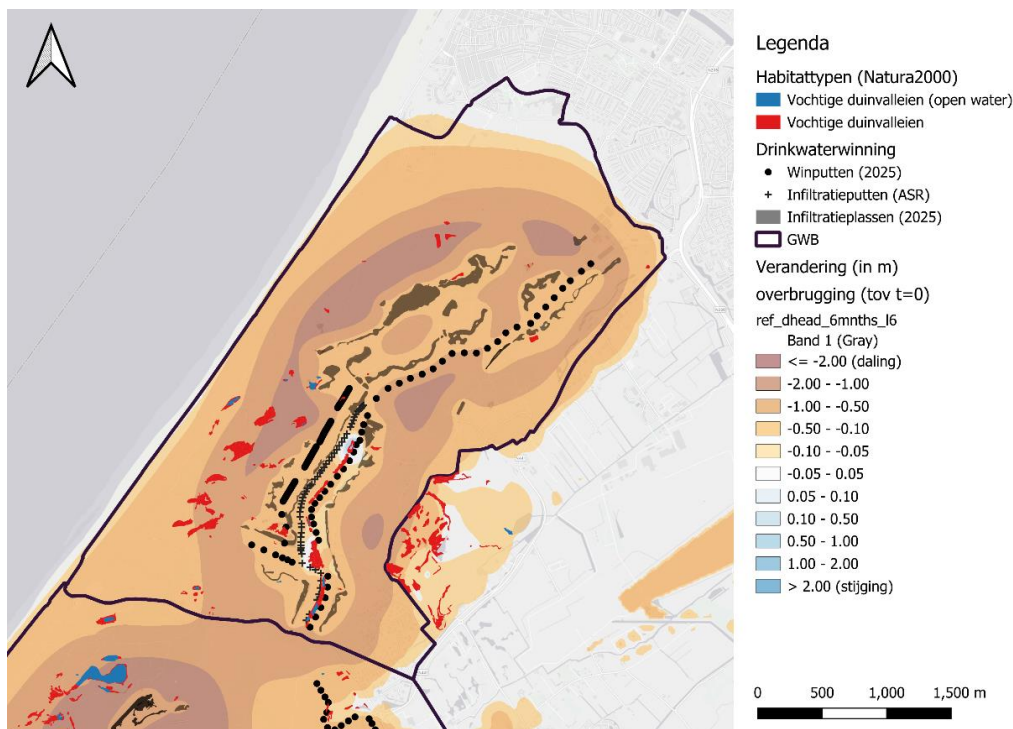 Legenda
Habitattypen (Natura2000)
Vochtige duinvalleien (open water)
Vochtige duinvalleien
Drinkwaterwinning
Winputten (2025)
Infiltratieputten (ASR)
Infiltratieplassen (2025)
GWB
Verandering (in m)
overbrugging (tov t=0)
ref_dhead_6mnths_l6
Band 1 (Gray)
<= -2.00 (daling)
-2.00 - -1.00
-1.00 - -0.50
-0.50 - -0.10
-0.10 - -0.05
-0.05 - 0.05
0.05 - 0.10
0.10 - 0.50
0.50 - 1.00
1.00 - 2.00
> 2.00 (stijging)
0 500 1,000 1,500 m